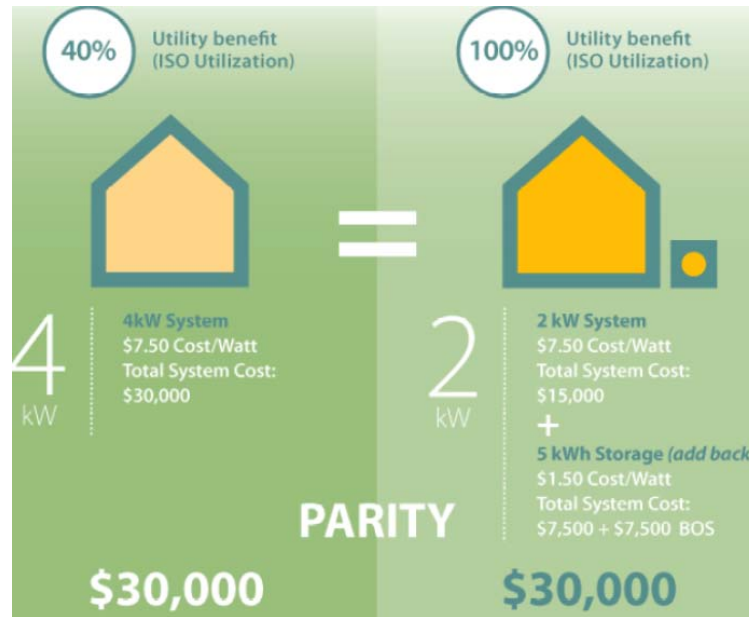 40%
Utility benefit
(ISO Utilization)
100%
Utility benefit
(ISO Utilization)
=
4
kW
4kW System
$7.50 Cost/Watt
Total System Cost:
$30,000
2
kW
2 kW System
$7.50 Cost/Watt
Total System Cost:
$15,000
+
5 kWh Storage (add back
$1.50 Cost/Watt
Total System Cost:
$7,500 + $7,500 BOS
PARITY
$30,000
$30,000